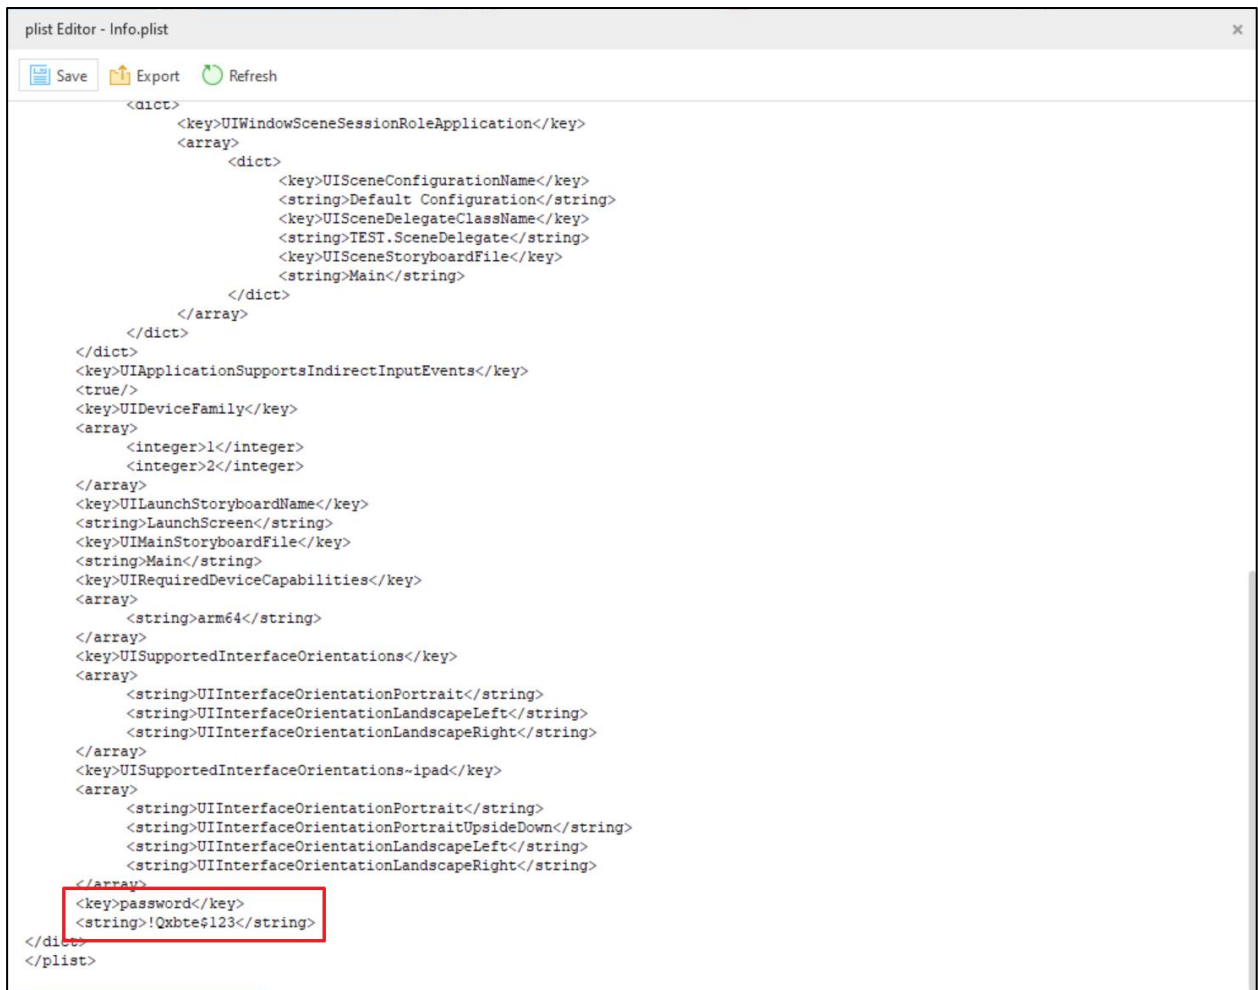 plist Editor - Info.plist
Save Export Refresh
<dict>
<key>UIWindowSceneSessionRoleApplication</key>
<array>
<dict>
<key>UISceneConfigurationName</key>
<string>Default Configuration</string>
<key>UISceneDelegateClassName</key>
<string>TEST.SceneDelegate</string>
<key>UISceneStoryboardFile</key>
<string>Main</string>
</dict>
</array>
</dict>
</dict>
<key>UIApplicationSupportsIndirectInputEvents</key>
<true/>
<key>UIDeviceFamily</key>
<array>
<integer>1</integer>
<integer>2</integer>
</array>
<key>UILaunchStoryboardName</key>
<string>LaunchScreen</string>
<key>UIMainStoryboardFile</key>
<string>Main</string>
<key>UIRequiredDeviceCapabilities</key>
<array>
<string>arm64</string>
</array>
<key>UISupportedInterfaceOrientations</key>
<array>
<string>UIInterfaceOrientationPortrait</string>
<string>UIInterfaceOrientationLandscapeLeft</string>
<string>UIInterfaceOrientationLandscapeRight</string>
</array>
<key>UISupportedInterfaceOrientations~ipad</key>
<array>
<string>UIInterfaceOrientationPortrait</string>
<string>UIInterfaceOrientationPortraitUpsideDown</string>
<string>UIInterfaceOrientationLandscapeLeft</string>
<string>UIInterfaceOrientationLandscapeRight</string>
</array>
<key>password</key>
<string>!Qxbte$123</string>
</dict>
</plist>